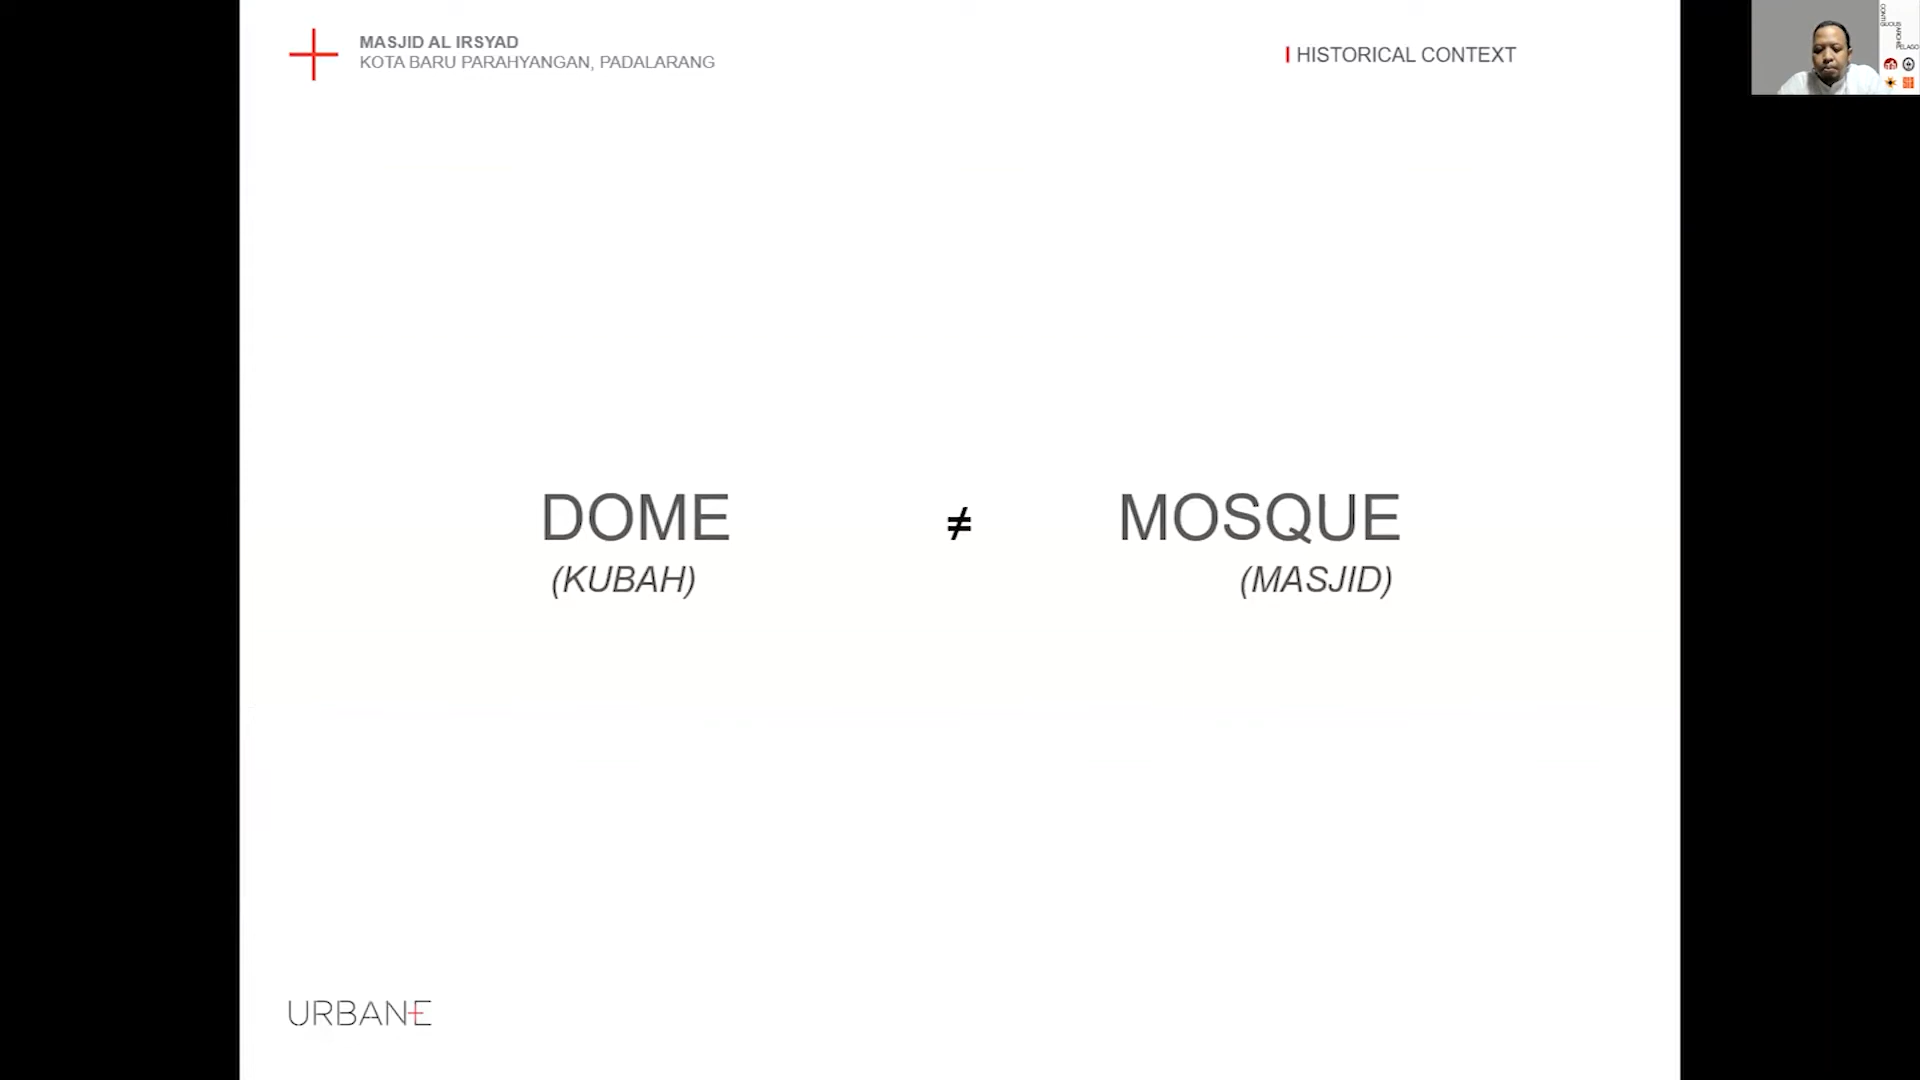 MASJID AL IRSYAD
KOTA BARU PARAHYANGAN, PADALARANG
HISTORICAL CONTEXT
DOME ≠ MOSQUE
(KUBAH) (MASJID)
URBANE